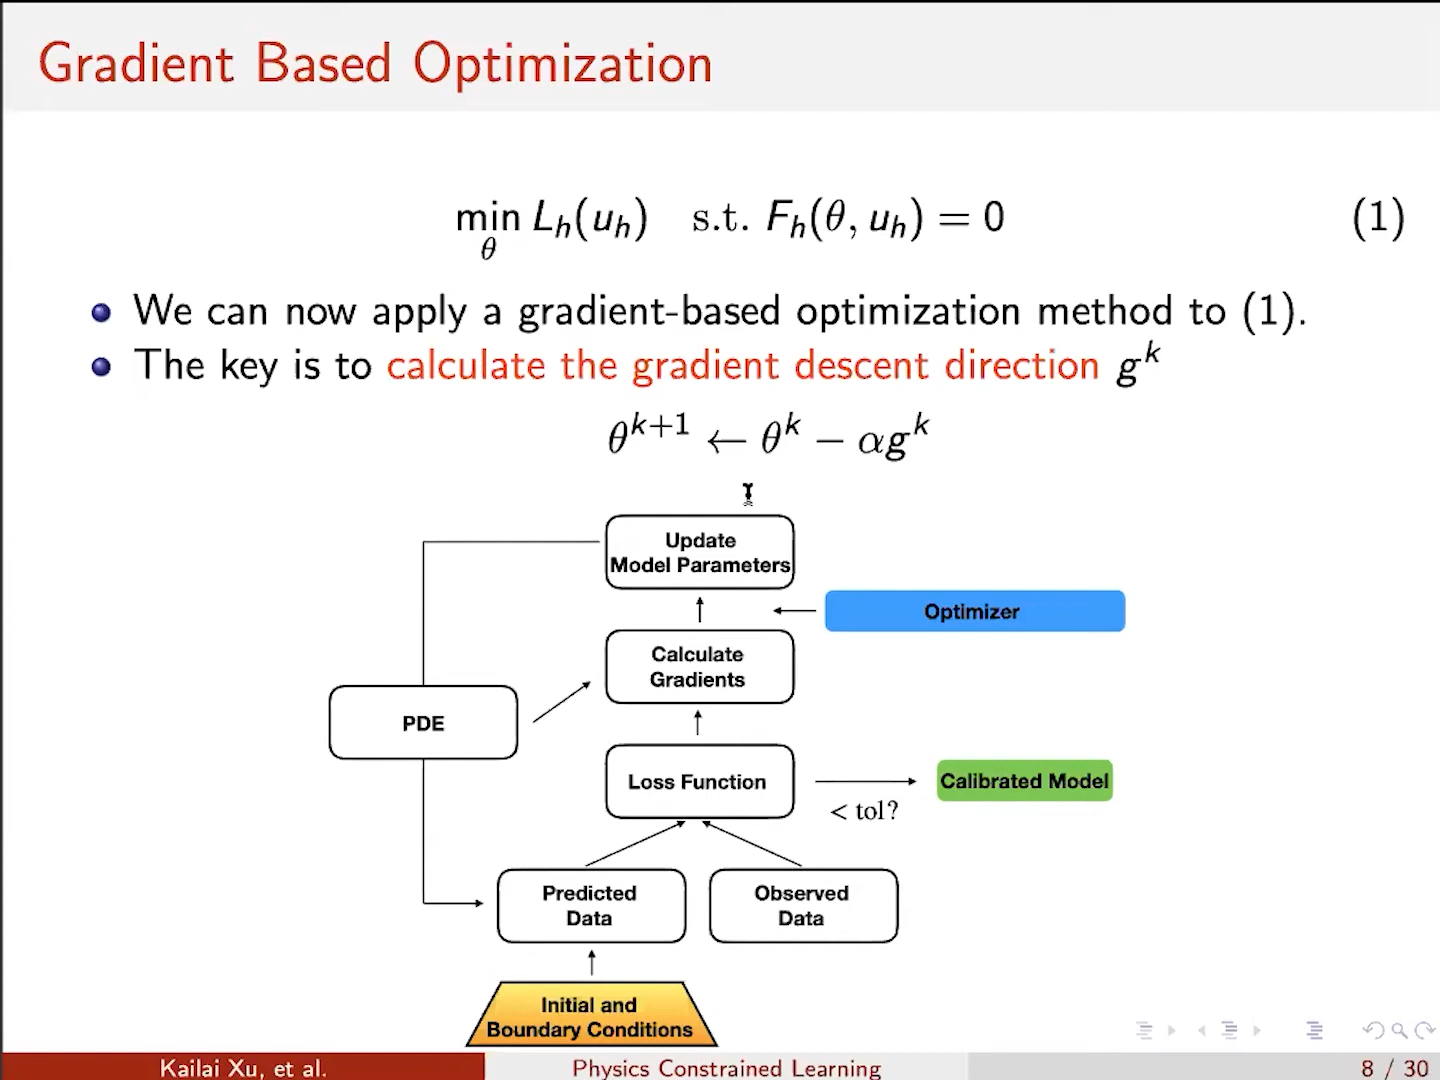 Gradient Based Optimization
min L_h(u_h) s.t. F_h(θ, u_h) = 0 (1)
θ
We can now apply a gradient-based optimization method to (1).
The key is to calculate the gradient descent direction g^k
θ^{k+1} ← θ^k − αg^k
Update
Model Parameters
Optimizer
Calculate
Gradients
PDE
Loss Function
Calibrated Model
< tol?
Predicted
Data
Observed
Data
Initial and
Boundary Conditions
Kailai Xu, et al.
Physics Constrained Learning
8 / 30